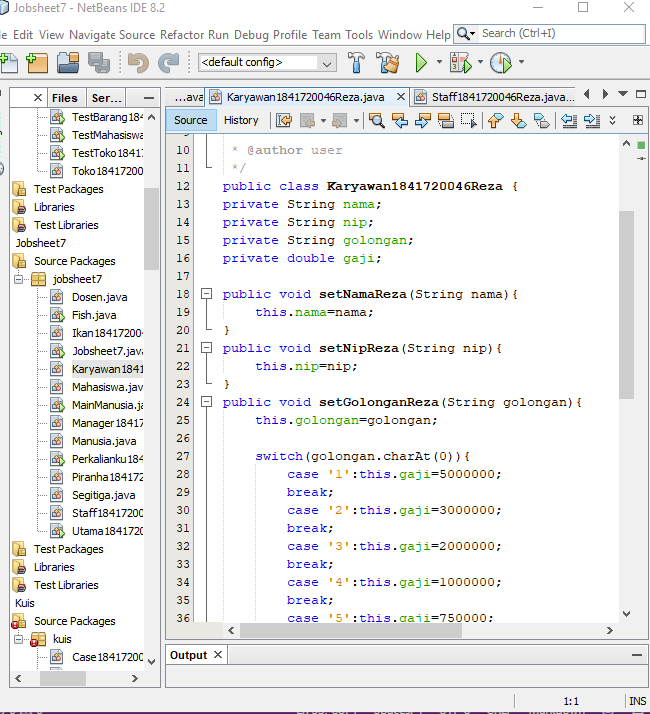 Jobsheet7 - NetBeans IDE 8.2
le Edit View Navigate Source Refactor Run Debug Profile Team Tools Window Help
Search (Ctrl+I)
<default config>
Files
Ser...
TestBarang184
TestMahasiswa
TestToko18417
Toko18417200
Test Packages
Libraries
Test Libraries
Jobsheet7
Source Packages
jobsheet7
Dosen.java
Fish.java
Ikan184172004
Jobsheet7.java
Karyawan1841
Mahasiswa.java
MainManusia.ja
Manager18417
Manusia.java
Perkalianku184
Piranha184172
Segitiga.java
Staff18417200
Utama1841720
Test Packages
Libraries
Test Libraries
Kuis
Source Packages
kuis
Case18417200
...ava
Karyawan1841720046Reza.java
Staff1841720046Reza.java...
Source
History
10 * @author user
11 */
12 public class Karyawan1841720046Reza {
13 private String nama;
14 private String nip;
15 private String golongan;
16 private double gaji;
17
18 public void setNamaReza(String nama){
19 this.nama=nama;
20 }
21 public void setNipReza(String nip){
22 this.nip=nip;
23 }
24 public void setGolonganReza(String golongan){
25 this.golongan=golongan;
26
27 switch(golongan.charAt(0)){
28 case '1':this.gaji=5000000;
29 break;
30 case '2':this.gaji=3000000;
31 break;
32 case '3':this.gaji=2000000;
33 break;
34 case '4':this.gaji=1000000;
35 break;
36 case '5':this.gaji=750000;
Output
1:1
INS